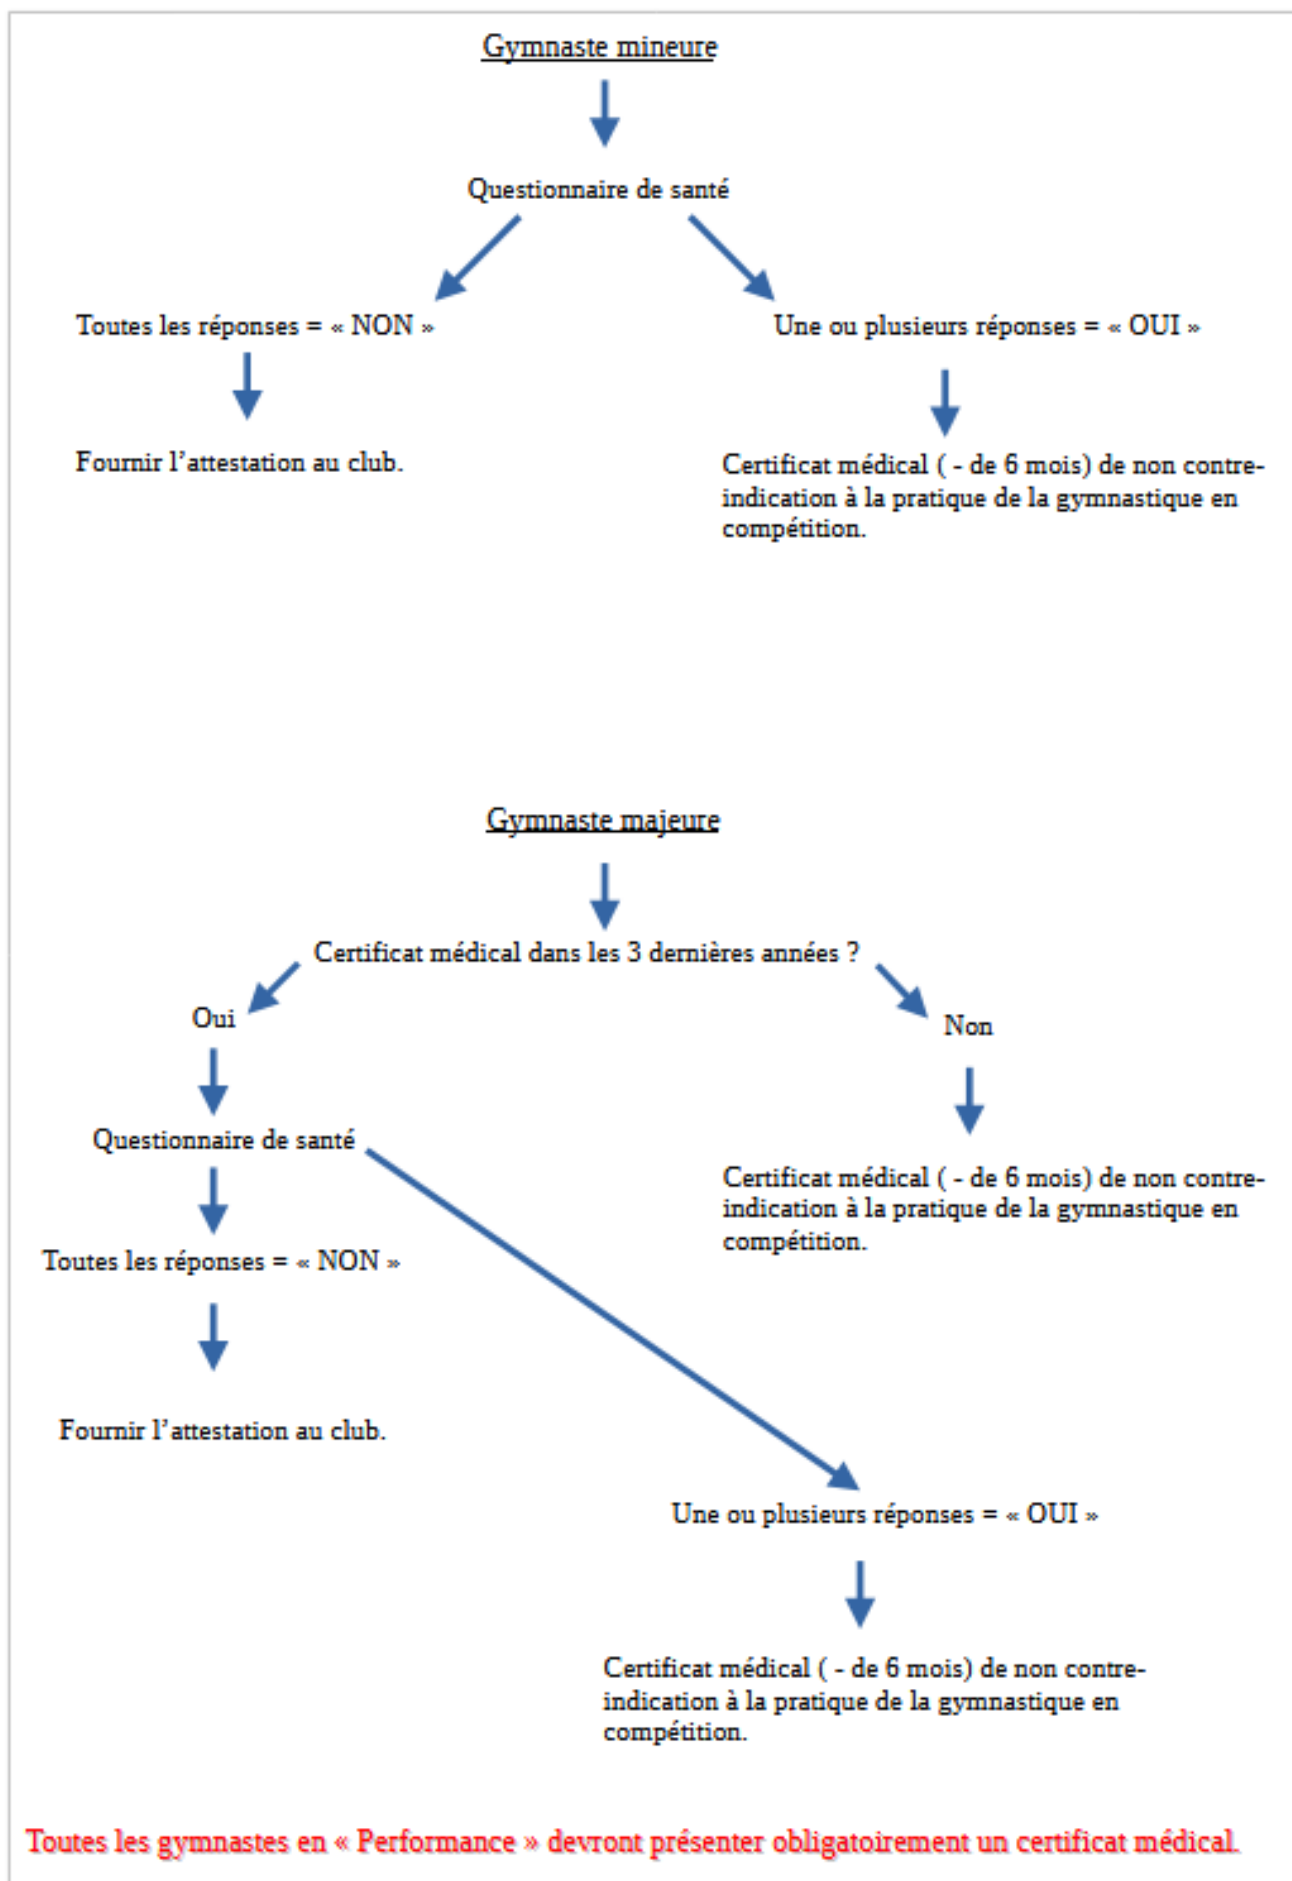 Gymnaste mineure
Questionnaire de santé
Toutes les réponses = « NON »
Une ou plusieurs réponses = « OUI »
Fournir l’attestation au club.
Certificat médical ( - de 6 mois) de non contre-
indication à la pratique de la gymnastique en
compétition.
Gymnaste majeure
Certificat médical dans les 3 dernières années ?
Oui
Non
Questionnaire de santé
Certificat médical ( - de 6 mois) de non contre-
indication à la pratique de la gymnastique en
compétition.
Toutes les réponses = « NON »
Fournir l’attestation au club.
Une ou plusieurs réponses = « OUI »
Certificat médical ( - de 6 mois) de non contre-
indication à la pratique de la gymnastique en
compétition.
Toutes les gymnastes en « Performance » devront présenter obligatoirement un certificat médical.